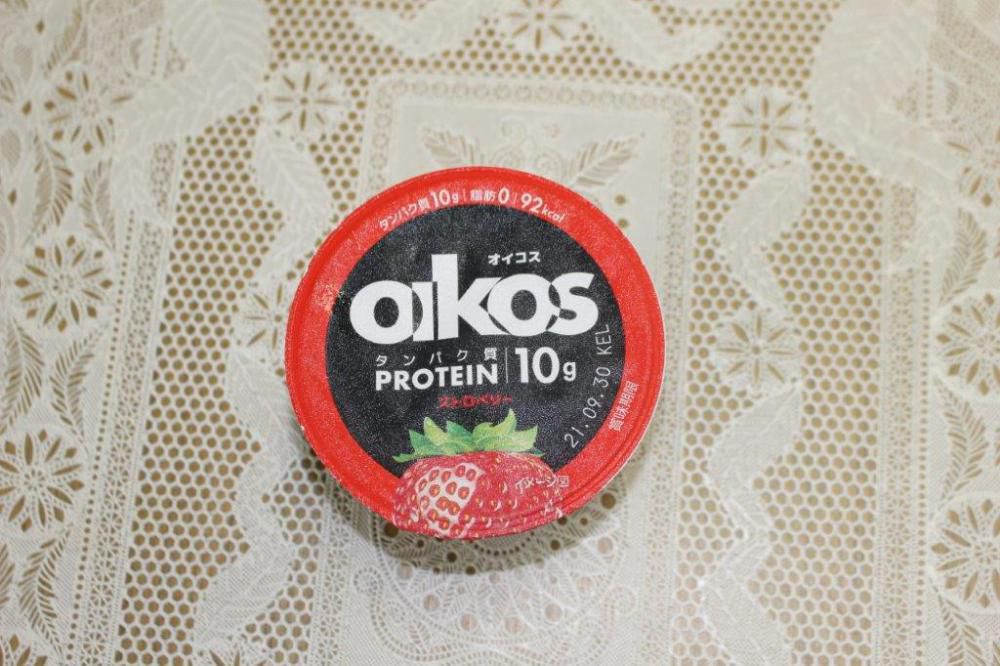 タンパク質10g | 脂肪0 | 92kcal
オイコス
oikos
タンパク質
PROTEIN | 10g
ストロベリー
21.09.30 KEL
賞味期限
イメージ図